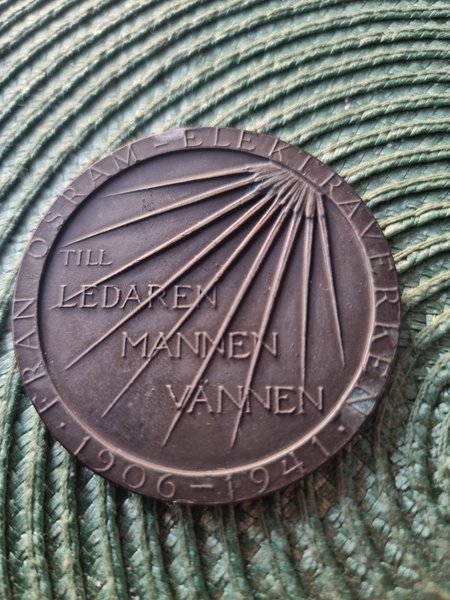 · FRÅN OSRAM – ELEKTRAVERKEN ·
TILL
LEDAREN
MANNEN
VÄNNEN
1906 – 1941